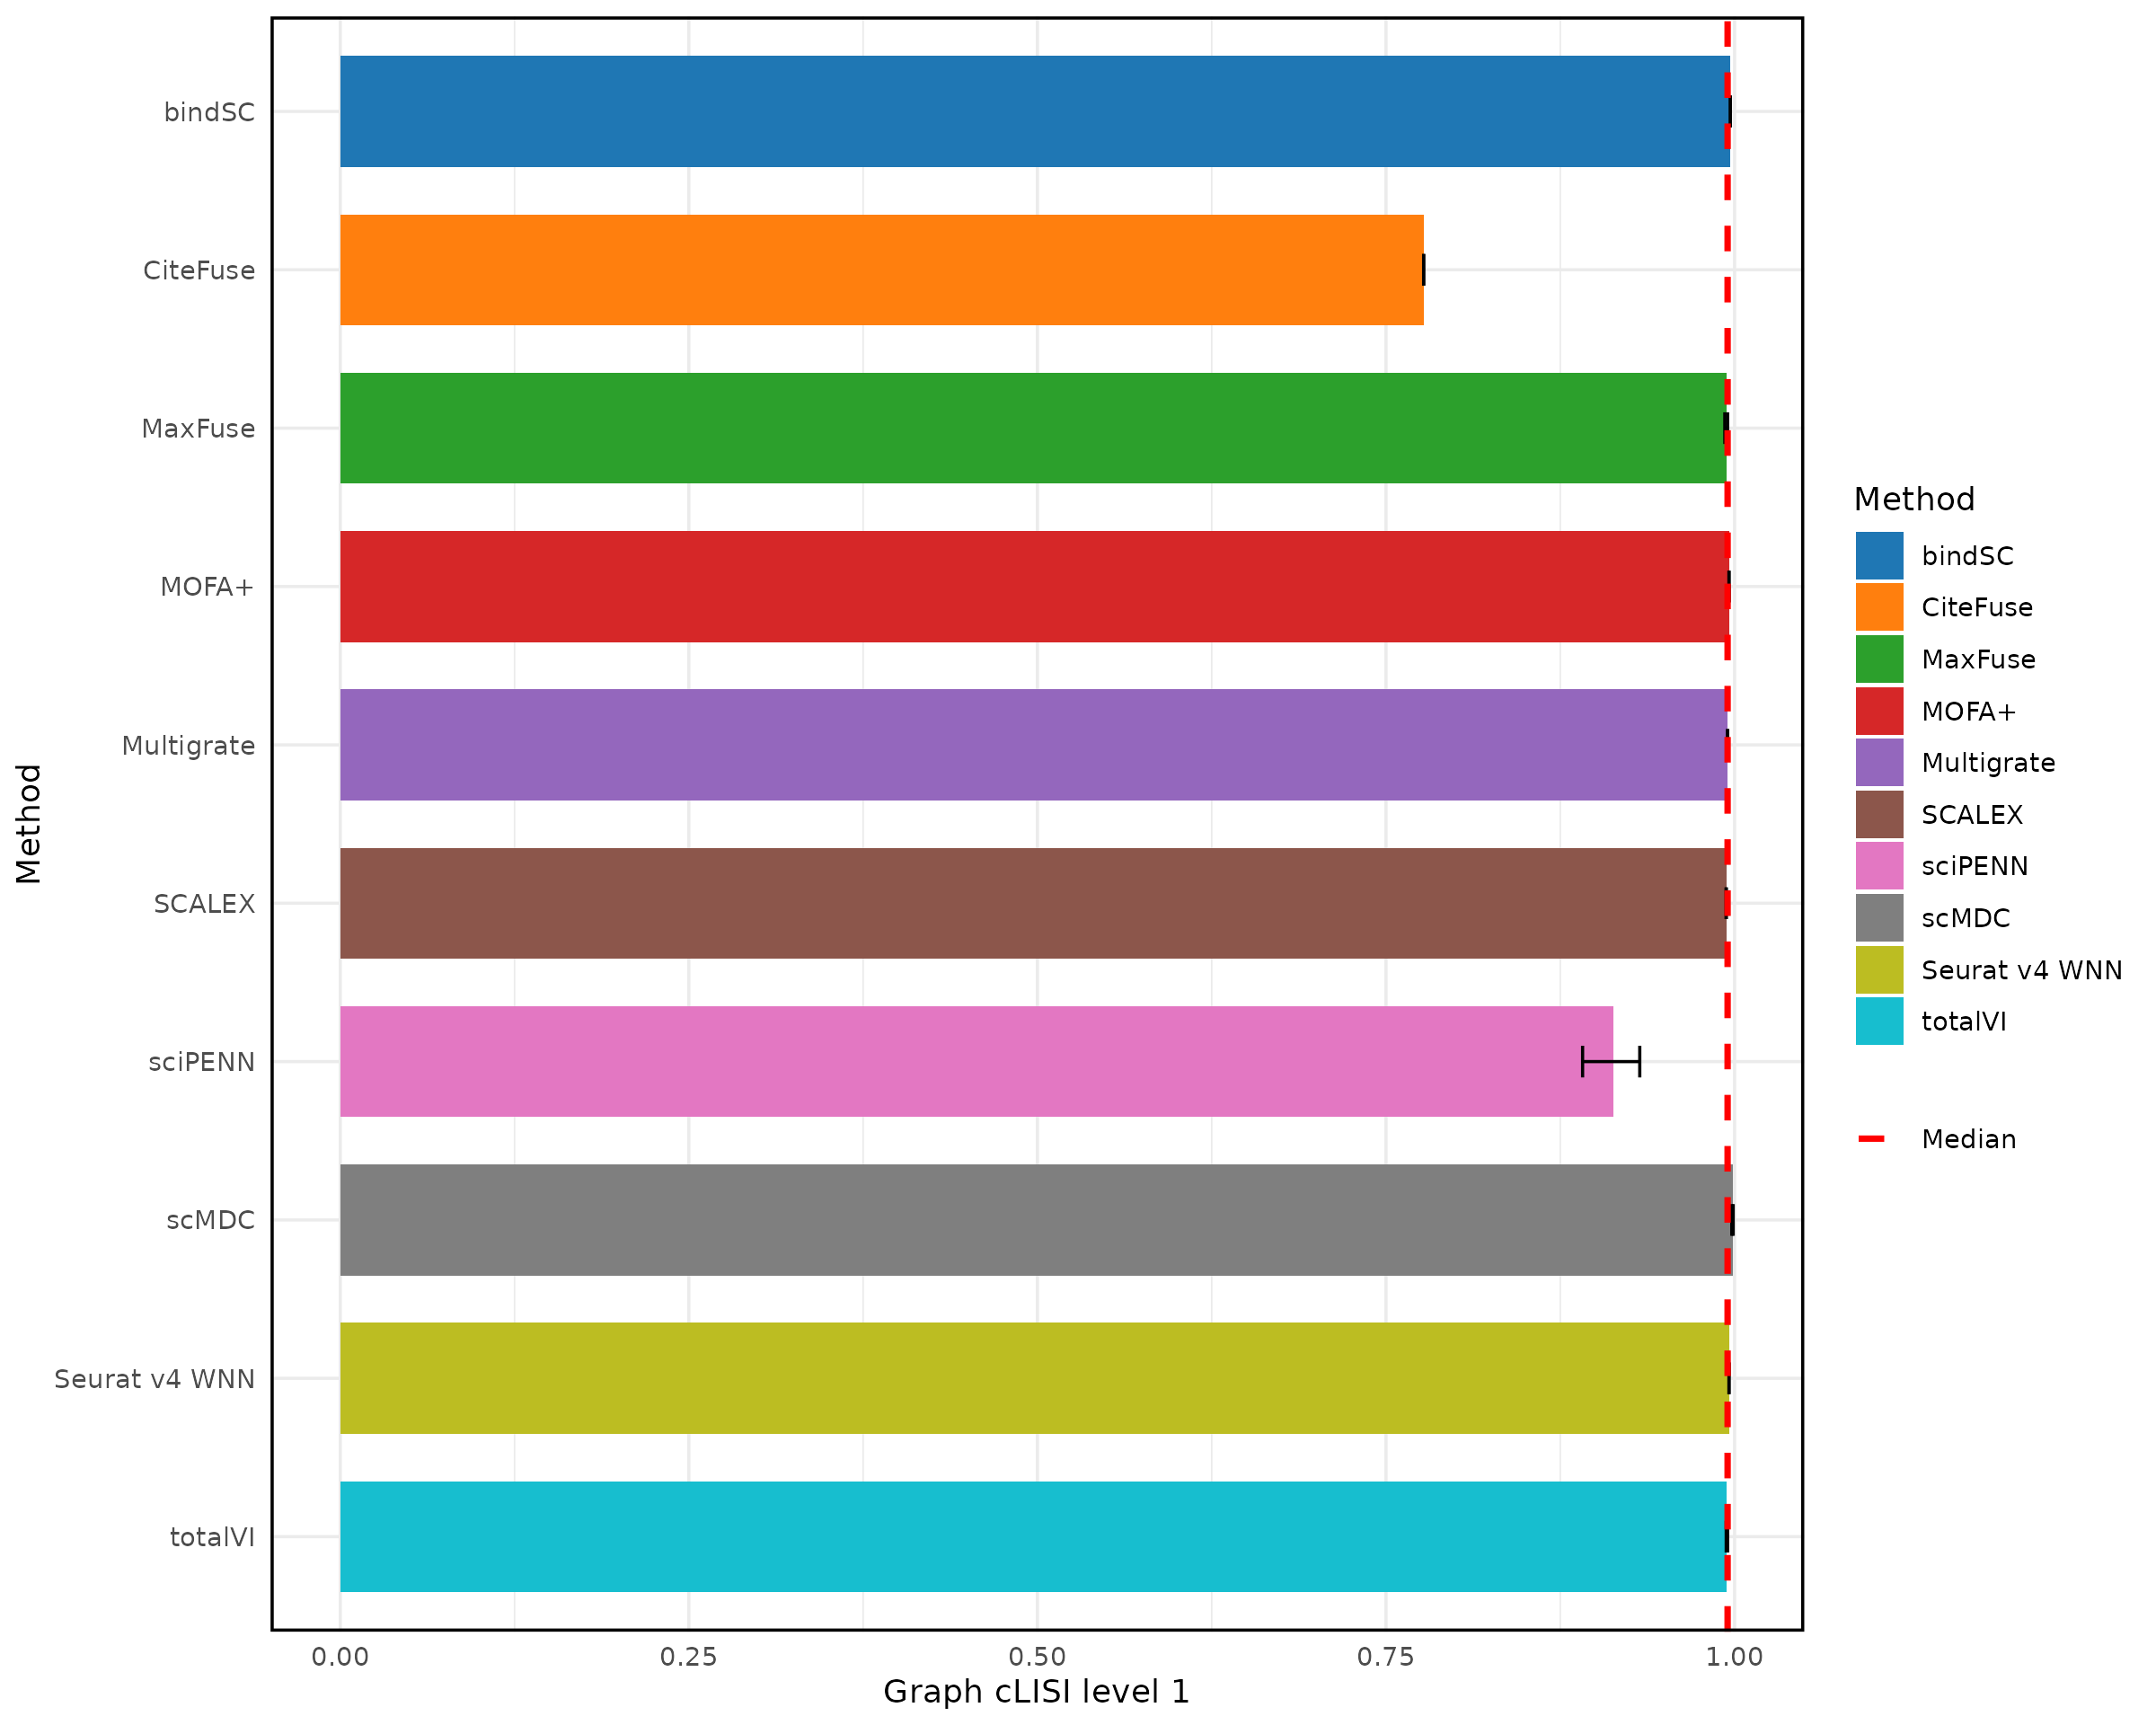 Method
bindSC
CiteFuse
MaxFuse
MOFA+
Multigrate
SCALEX
sciPENN
scMDC
Seurat v4 WNN
totalVI
0.00 0.25 0.50 0.75 1.00
Graph cLISI level 1
Method
bindSC
CiteFuse
MaxFuse
MOFA+
Multigrate
SCALEX
sciPENN
scMDC
Seurat v4 WNN
totalVI
Median